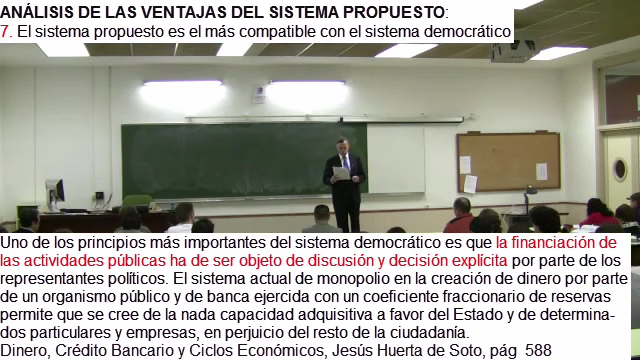 ANÁLISIS DE LAS VENTAJAS DEL SISTEMA PROPUESTO:
7. El sistema propuesto es el más compatible con el sistema democrático
Uno de los principios más importantes del sistema democrático es que la financiación de
las actividades públicas ha de ser objeto de discusión y decisión explícita por parte de los
representantes políticos. El sistema actual de monopolio en la creación de dinero por parte
de un organismo público y de banca ejercida con un coeficiente fraccionario de reservas
permite que se cree de la nada capacidad adquisitiva a favor del Estado y de determina-
dos particulares y empresas, en perjuicio del resto de la ciudadanía.
Dinero, Crédito Bancario y Ciclos Económicos, Jesús Huerta de Soto, pág 588